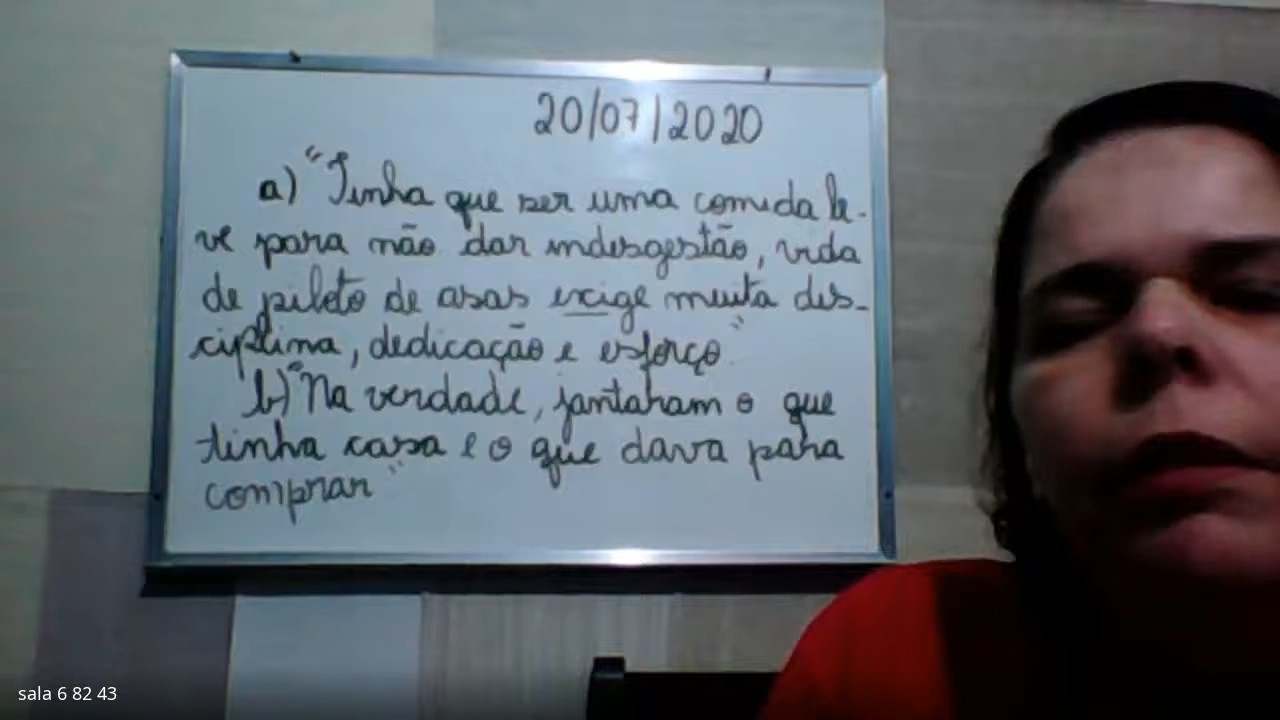 20/07/2020
a) "Tinha que ser uma comida le-
ve para não dar indesgestão, vida
de piloto de asas exige muita dis-
ciplina, dedicação e esforço."
b) "Na verdade, jantaram o que
tinha casa e o que dava para
comprar"
sala 6 82 43